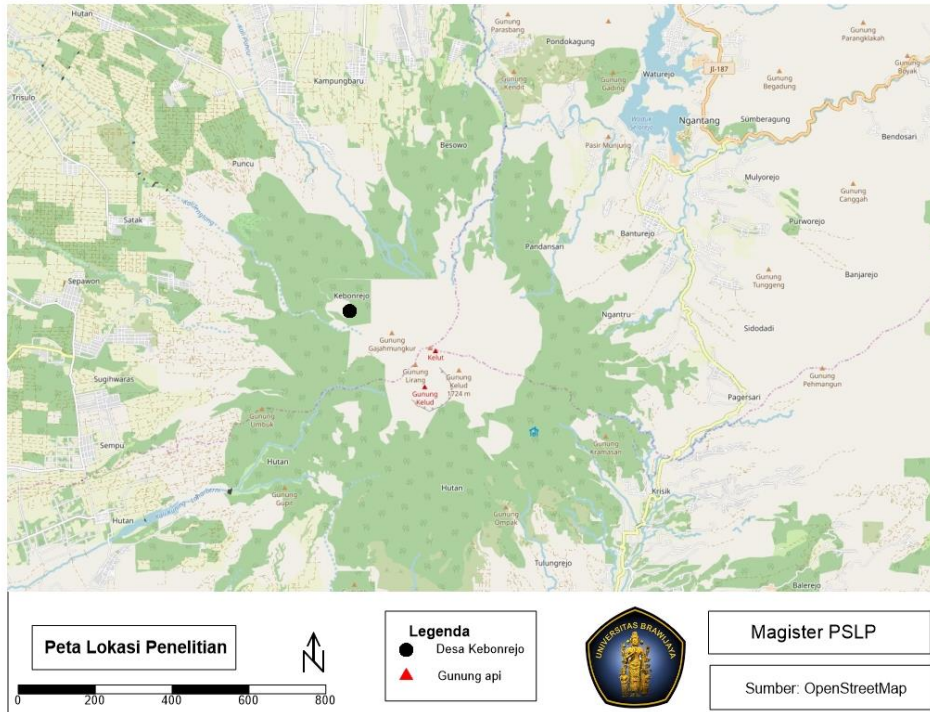 Hutan
Gunung
Parasbang
Pondokagung
Gunung
Parangklakah
Gunung
Boyak
Trisulo
Kampungbaru
Gunung
Kendo
Gunung
Gading
Waturejo
Jl-187
Gunung
Begadung
Ngantang
Sumberagung
Bendosari
Besowo
Pasir Munjung
Puncu
Mulyorejo
Gunung
Canggah
Satak
Purworejo
Banturejo
Pandansari
Sepawon
Banjarejo
Gunung
Tunggeng
Kebonrejo
Ngantru
Sidodadi
Gunung
Gajahmungkur
Kelut
Gunung
Lirang
Gunung
Kelud
1724 m
Gunung
Kelud
Gunung
Pehmangun
Sugihwaras
Pagersari
Gunung
Umbuk
Sempu
Gunung
Kramasan
Hutan
Hutan
Gunung
Gupit
Krisik
Hutan
Gunung
Ompak
Tulungrejo
Balerejo
Peta Lokasi Penelitian
N
0 200 400 600 800
Legenda
Desa Kebonrejo
Gunung api
UNIVERSITAS BRAWIJAYA
Magister PSLP
Sumber: OpenStreetMap